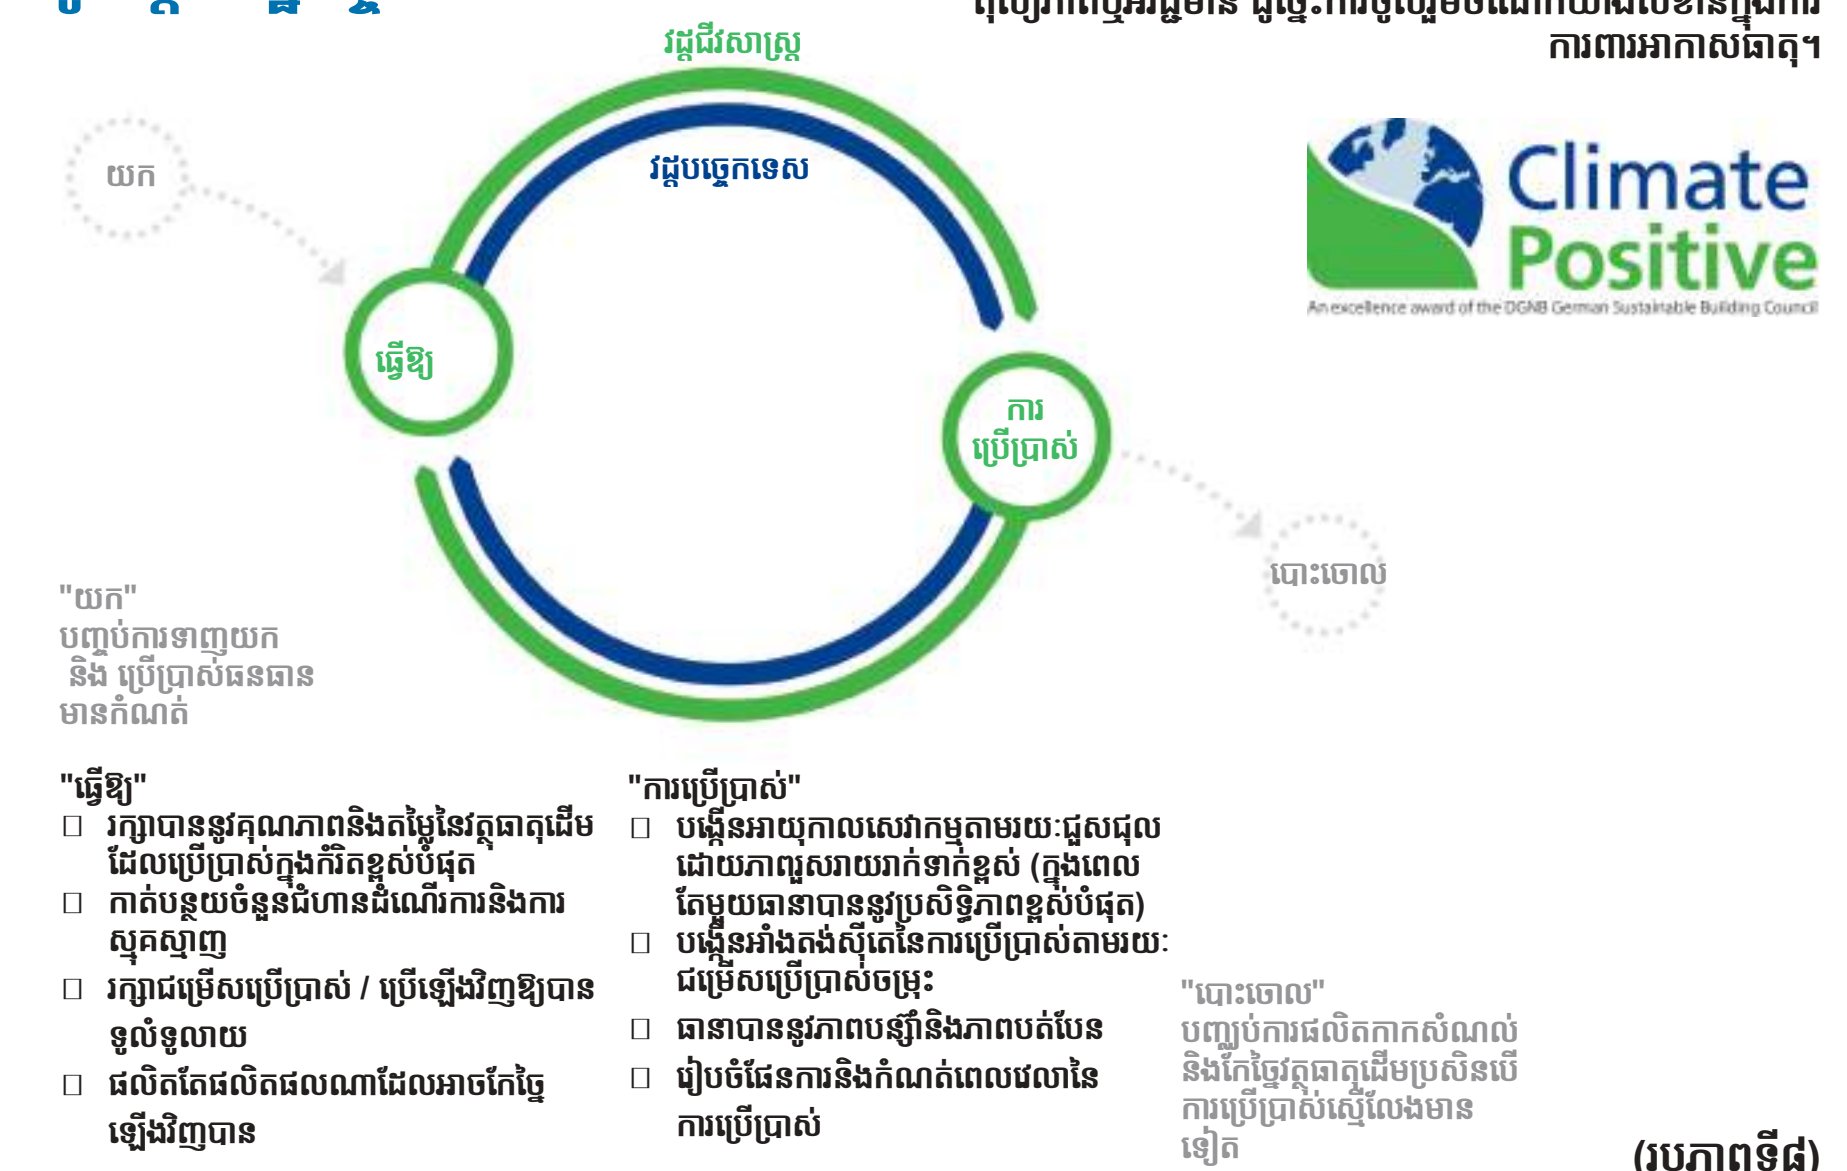 ការពារអាកាសធាតុ។
វដ្តជីវសាស្ត្រ
វដ្តបច្ចេកទេស
យក
Climate
Positive
An excellence award of the DGNB German Sustainable Building Council
ធ្វើឱ្យ
ការ
ប្រើប្រាស់
បោះចោល
"យក"
បញ្ចប់ការទាញយក
និង ប្រើប្រាស់ធនធាន
មានកំណត់
"ធ្វើឱ្យ"
រក្សាបាននូវគុណភាពនិងតម្លៃនៃវត្ថុធាតុដើម
ដែលប្រើប្រាស់ក្នុងកំរិតខ្ពស់បំផុត
កាត់បន្ថយចំនួនជំហានដំណើរការនិងការ
ស្មុគស្មាញ
រក្សាជម្រើសប្រើប្រាស់ / ប្រើឡើងវិញឱ្យបាន
ទូលំទូលាយ
ផលិតតែផលិតផលណាដែលអាចកែច្នៃ
ឡើងវិញបាន
"ការប្រើប្រាស់"
បង្កើនអាយុកាលសេវាកម្មតាមរយៈជួសជុល
ដោយភាពរួសរាយរាក់ទាក់ខ្ពស់ (ក្នុងពេល
តែមួយធានាបាននូវប្រសិទ្ធិភាពខ្ពស់បំផុត)
បង្កើនអាំងតង់ស៊ីតេនៃការប្រើប្រាស់តាមរយៈ
ជម្រើសប្រើប្រាស់ចម្រុះ
ធានាបាននូវភាពបន្ស៊ាំនិងភាពបត់បែន
រៀបចំផែនការនិងកំណត់ពេលវេលានៃ
ការប្រើប្រាស់
"បោះចោល"
បញ្ឈប់ការផលិតកាកសំណល់
និងកែច្នៃវត្ថុធាតុដើមប្រសិនបើ
ការប្រើប្រាស់ស្មើលែងមាន
ទៀត
(រូបភាពទី៨)